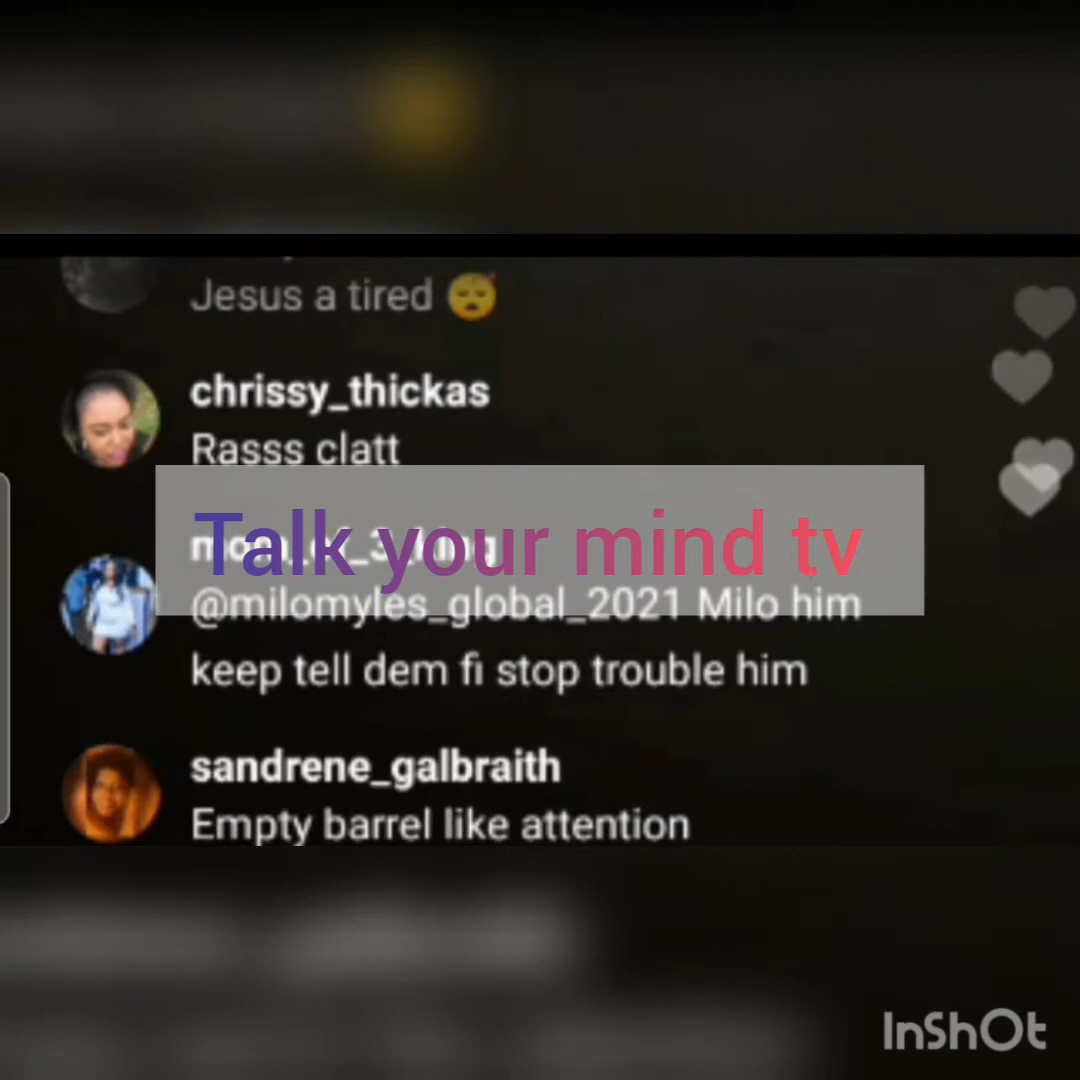 Jesus a tired 😴
chrissy_thickas
Rasss clatt
Talk your mind tv
@milomyles_global_2021 Milo him
keep tell dem fi stop trouble him
sandrene_galbraith
Empty barrel like attention
InShOt